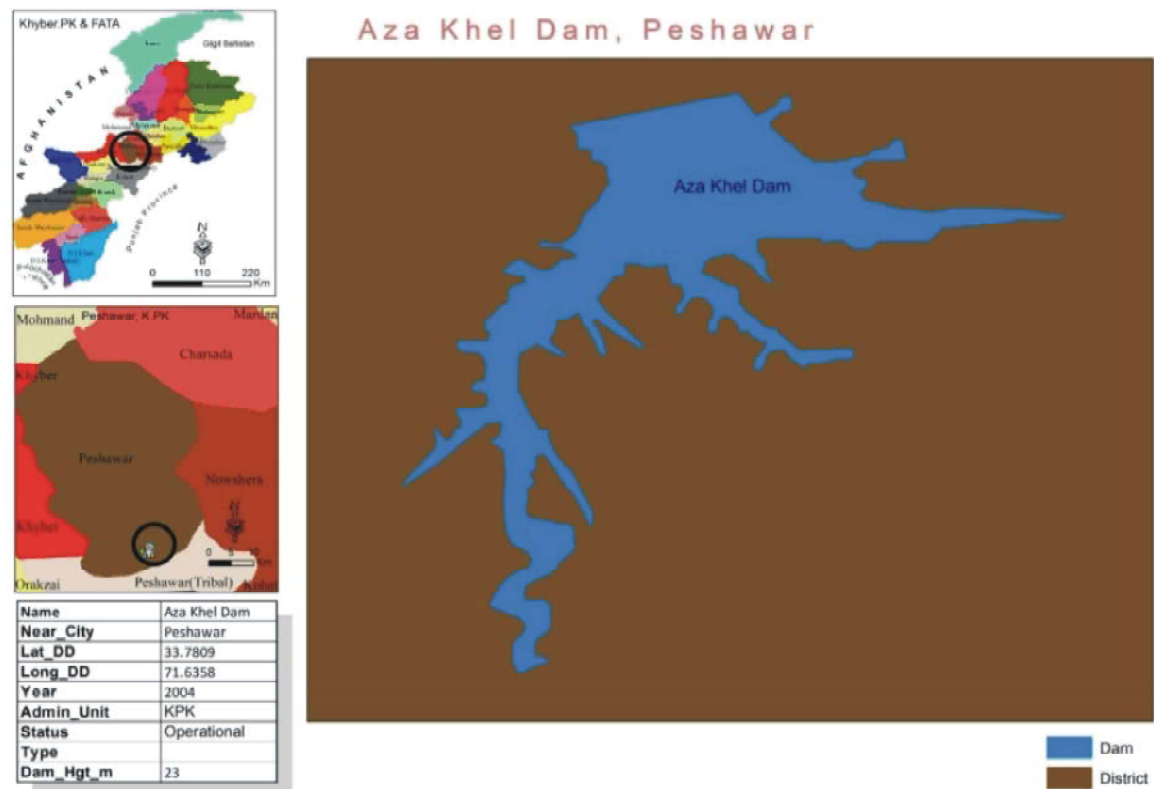 Aza Khel Dam, Peshawar
Khyber.PK & FATA
Gilgit Baltistan
AFGHANISTAN
Punjab Province
N
0 110 220
Km
Aza Khel Dam
Mohmand Peshawar, K.PK Mardan
Charsada
Khyber
Peshawar
Nowshera
Khyber
N
0 5 10
Km
Orakzai Peshawar(Tribal) Kohat
Name Aza Khel Dam
Near_City Peshawar
Lat_DD 33.7809
Long_DD 71.6358
Year 2004
Admin_Unit KPK
Status Operational
Type
Dam_Hgt_m 23
Dam
District